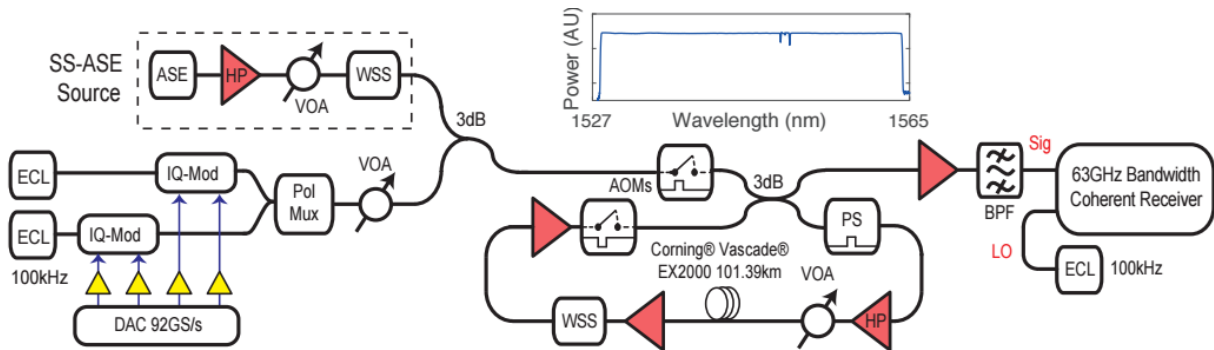 SS-ASE
Source
ASE
HP
VOA
WSS
3dB
Power (AU)
1527
Wavelength (nm)
1565
ECL
IQ-Mod
ECL
IQ-Mod
100kHz
Pol
Mux
VOA
DAC 92GS/s
AOMs
3dB
PS
Corning® Vascade®
EX2000 101.39km
VOA
WSS
HP
BPF
Sig
63GHz Bandwidth
Coherent Receiver
LO
ECL
100kHz